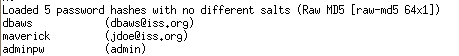 Loaded 5 password hashes with no different salts (Raw MD5 [raw-md5 64x1])
dbaws (dbaws@iss.org)
maverick (jdoe@iss.org)
adminpw (admin)